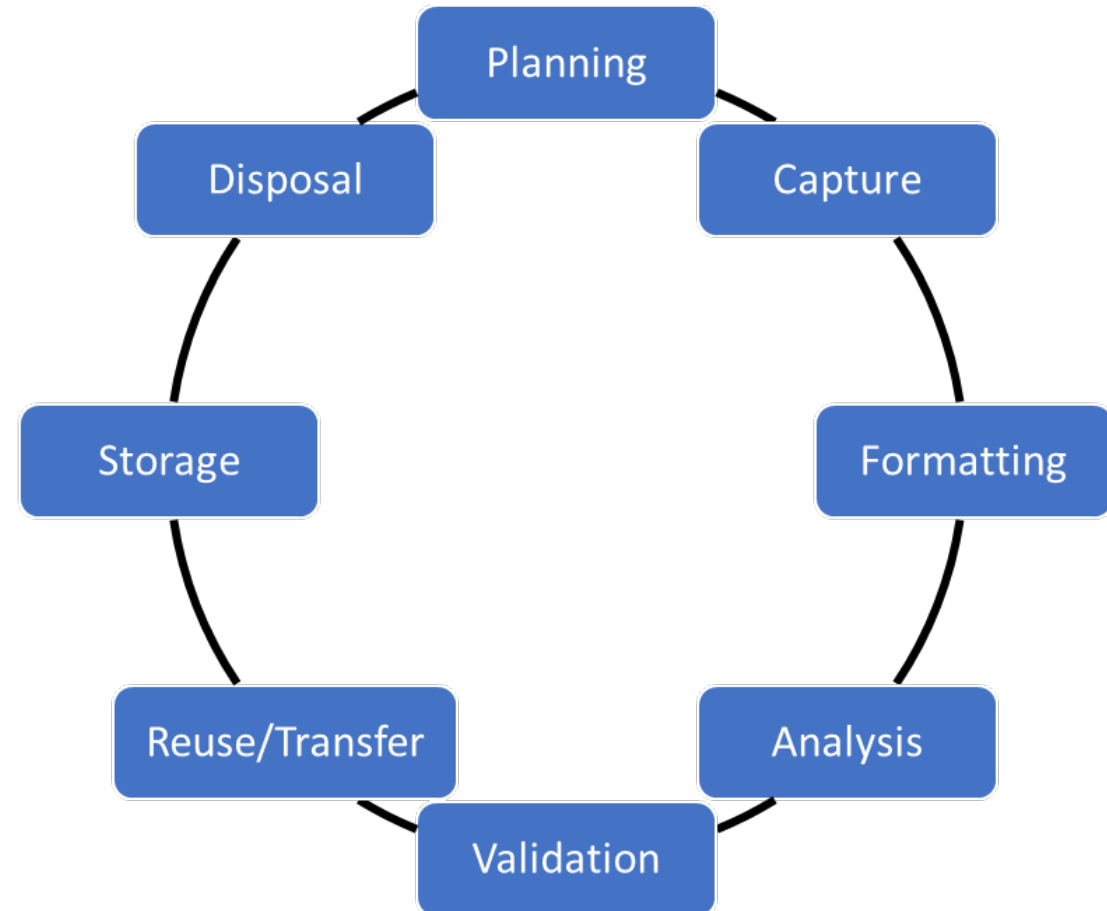 Planning
Capture
Formatting
Analysis
Validation
Reuse/Transfer
Storage
Disposal